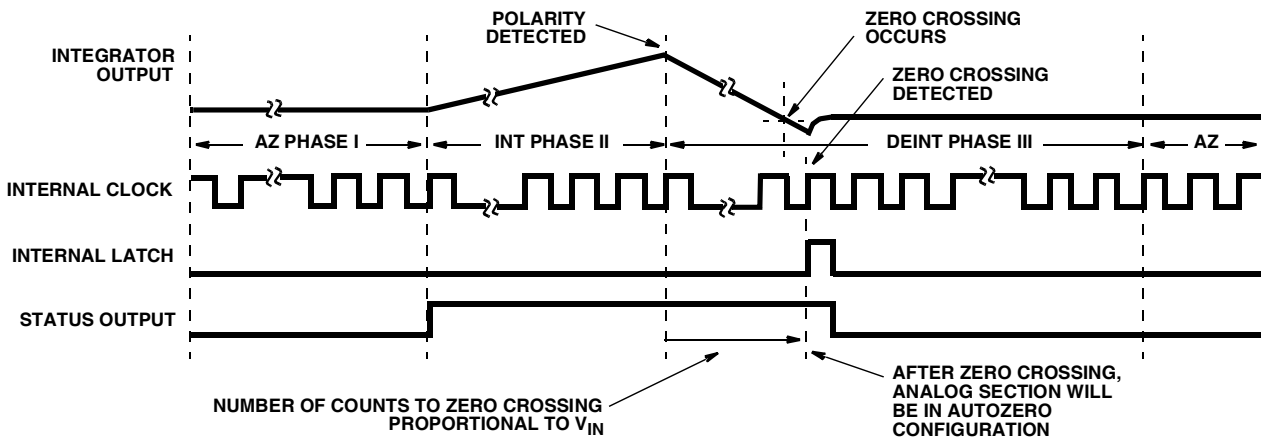 POLARITY
DETECTED
ZERO CROSSING
OCCURS
INTEGRATOR
OUTPUT
ZERO CROSSING
DETECTED
AZ PHASE I
INT PHASE II
DEINT PHASE III
AZ
INTERNAL CLOCK
INTERNAL LATCH
STATUS OUTPUT
NUMBER OF COUNTS TO ZERO CROSSING
PROPORTIONAL TO VIN
AFTER ZERO CROSSING,
ANALOG SECTION WILL
BE IN AUTOZERO
CONFIGURATION